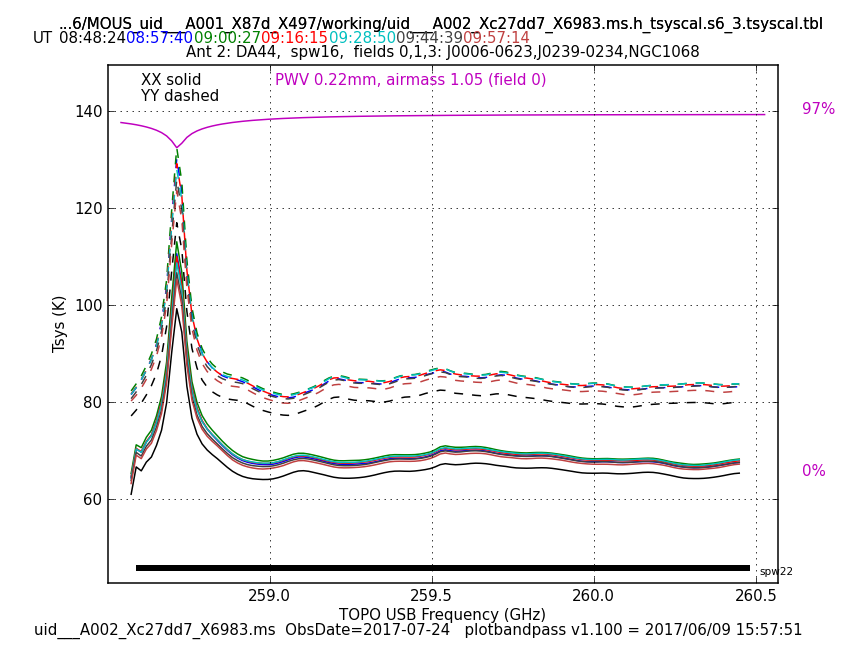 ...6/MOUS_uid___A001_X87d_X497/working/uid___A002_Xc27dd7_X6983.ms.h_tsyscal.s6_3.tsyscal.tbl
UT 08:48:24 08:57:40 09:00:27 09:16:15 09:28:50 09:44:39 09:57:14
Ant 2: DA44, spw16, fields 0,1,3: J0006-0623,J0239-0234,NGC1068
XX solid
YY dashed
PWV 0.22mm, airmass 1.05 (field 0)
97%
0%
140
120
100
80
60
Tsys (K)
spw22
259.0 259.5 260.0 260.5
TOPO USB Frequency (GHz)
uid___A002_Xc27dd7_X6983.ms ObsDate=2017-07-24 plotbandpass v1.100 = 2017/06/09 15:57:51